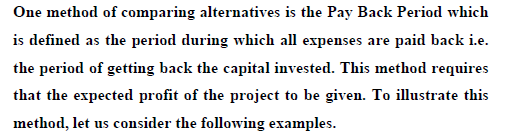 One method of comparing alternatives is the Pay Back Period which
is defined as the period during which all expenses are paid back i.e.
the period of getting back the capital invested. This method requires
that the expected profit of the project to be given. To illustrate this
method, let us consider the following examples.